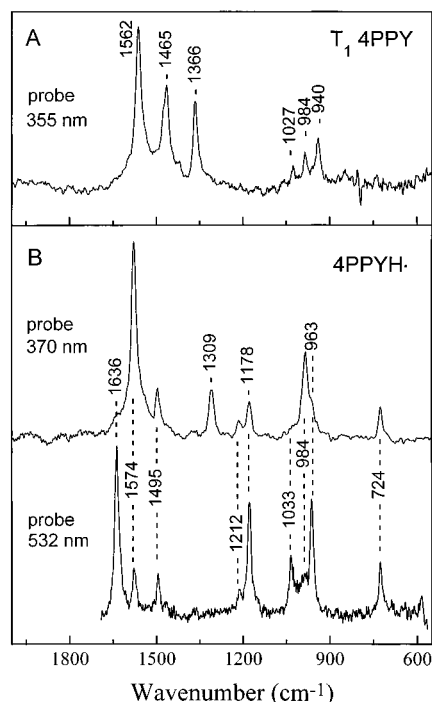 A
T1 4PPY
probe
355 nm
1562
1465
1366
1027
984
940
B
4PPYH·
probe
370 nm
1636
1574
1495
1309
1212
1178
1033
984
963
724
probe
532 nm
1800
1500
1200
900
600
Wavenumber (cm-1)